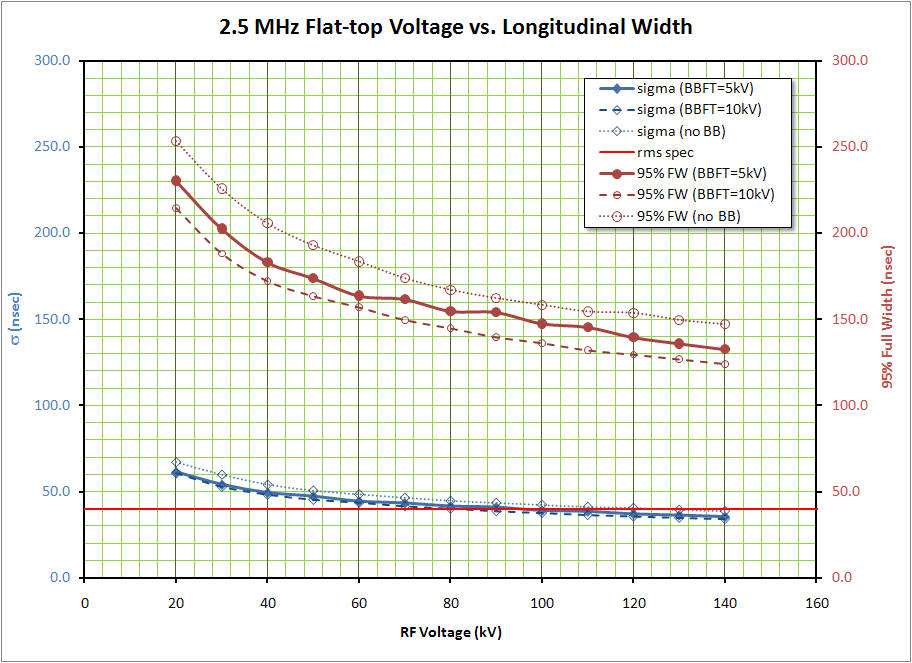 2.5 MHz Flat-top Voltage vs. Longitudinal Width
300.0
250.0
200.0
150.0
100.0
50.0
0.0
σ (nsec)
300.0
250.0
200.0
150.0
100.0
50.0
0.0
95% Full Width (nsec)
sigma (BBFT=5kV)
sigma (BBFT=10kV)
sigma (no BB)
rms spec
95% FW (BBFT=5kV)
95% FW (BBFT=10kV)
95% FW (no BB)
0 20 40 60 80 100 120 140 160
RF Voltage (kV)